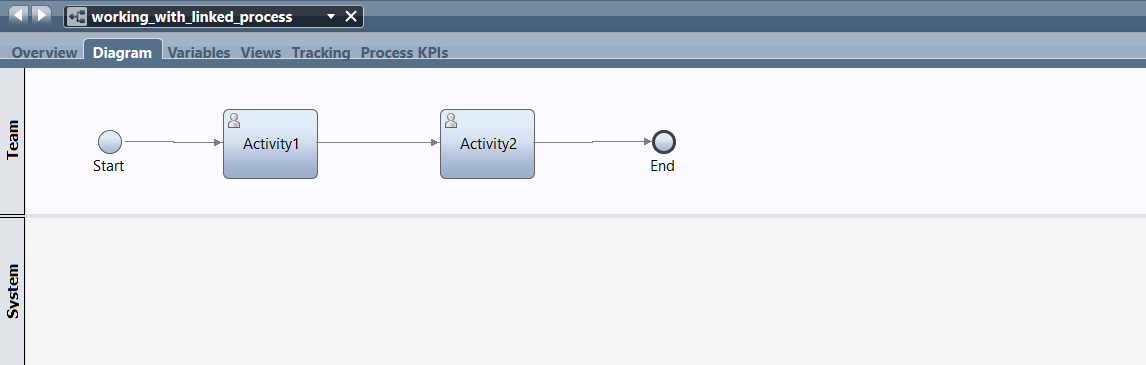 working_with_linked_process
Overview Diagram Variables Views Tracking Process KPIs
Team
Activity1 Activity2
Start End
System